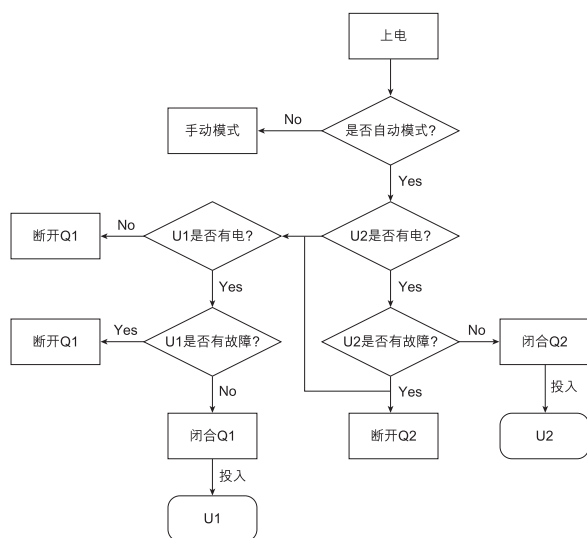 上电
手动模式
No
是否自动模式?
Yes
断开Q1
No
U1是否有电?
U2是否有电?
Yes
Yes
断开Q1
Yes
U1是否有故障?
U2是否有故障?
No
闭合Q2
No
Yes
投入
闭合Q1
断开Q2
U2
投入
U1